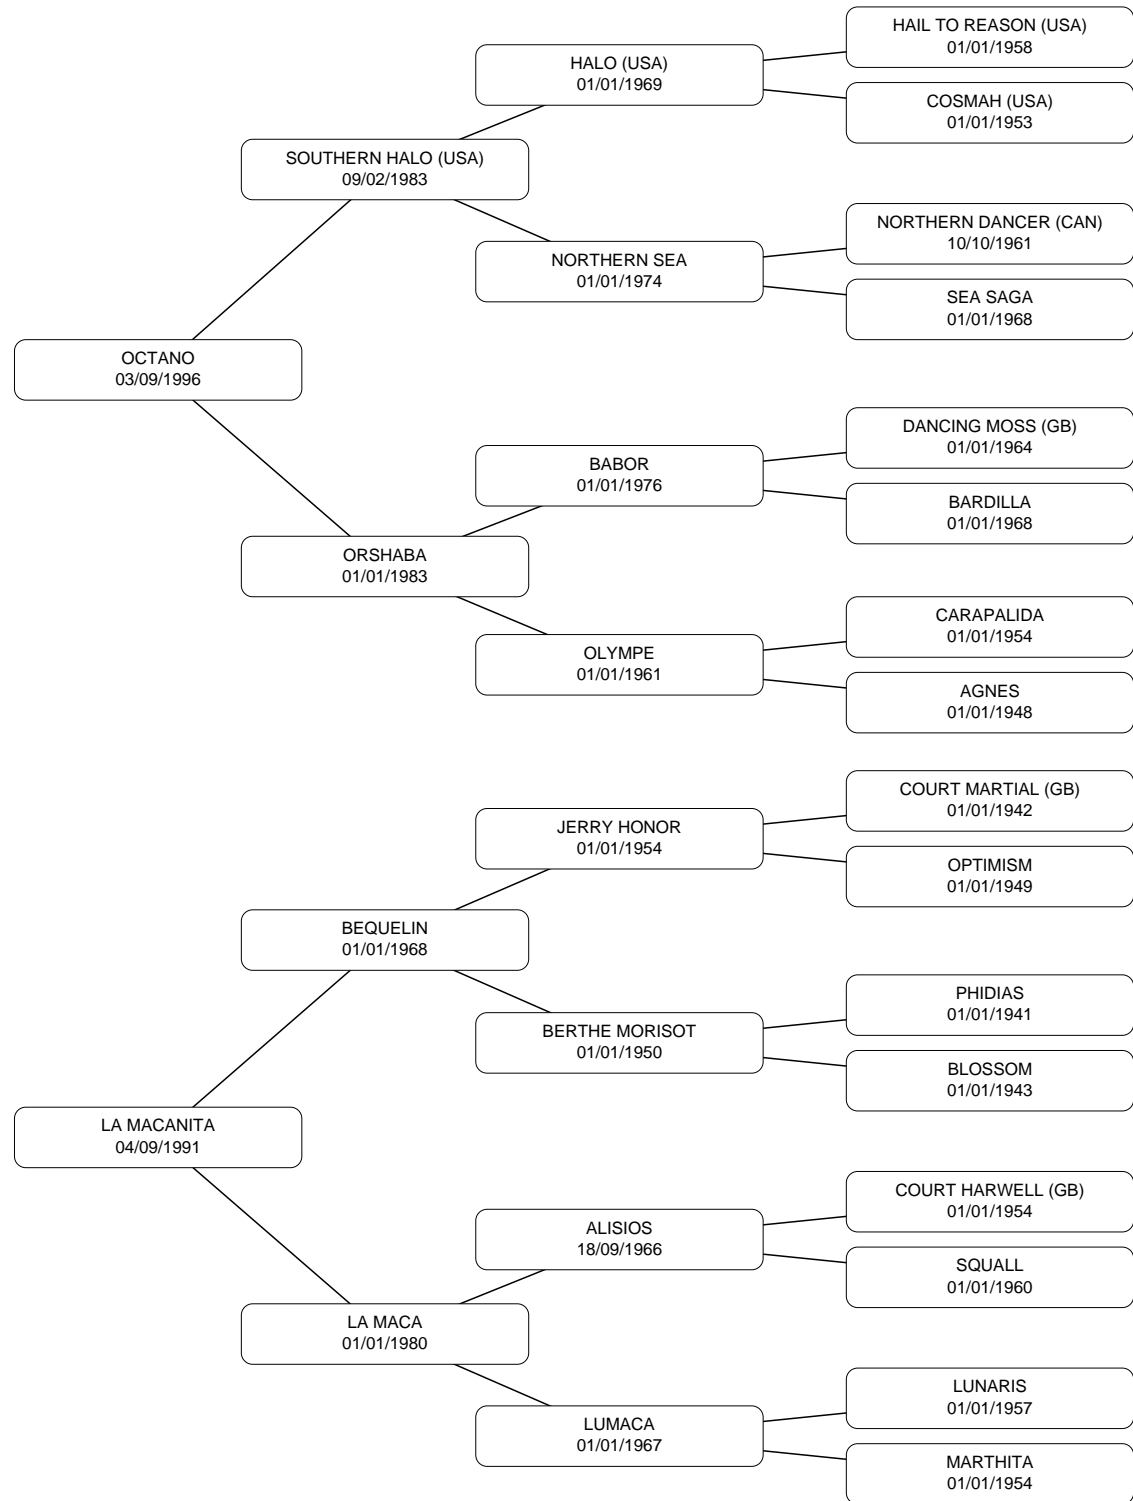 HAIL TO REASON (USA)
01/01/1958
HALO (USA)
01/01/1969
COSMAH (USA)
01/01/1953
SOUTHERN HALO (USA)
09/02/1983
NORTHERN DANCER (CAN)
10/10/1961
NORTHERN SEA
01/01/1974
SEA SAGA
01/01/1968
OCTANO
03/09/1996
DANCING MOSS (GB)
01/01/1964
BABOR
01/01/1976
BARDILLA
01/01/1968
ORSHABA
01/01/1983
CARAPALIDA
01/01/1954
OLYMPE
01/01/1961
AGNES
01/01/1948
COURT MARTIAL (GB)
01/01/1942
JERRY HONOR
01/01/1954
OPTIMISM
01/01/1949
BEQUELIN
01/01/1968
PHIDIAS
01/01/1941
BERTHE MORISOT
01/01/1950
BLOSSOM
01/01/1943
LA MACANITA
04/09/1991
COURT HARWELL (GB)
01/01/1954
ALISIOS
18/09/1966
SQUALL
01/01/1960
LA MACA
01/01/1980
LUNARIS
01/01/1957
LUMACA
01/01/1967
MARTHITA
01/01/1954